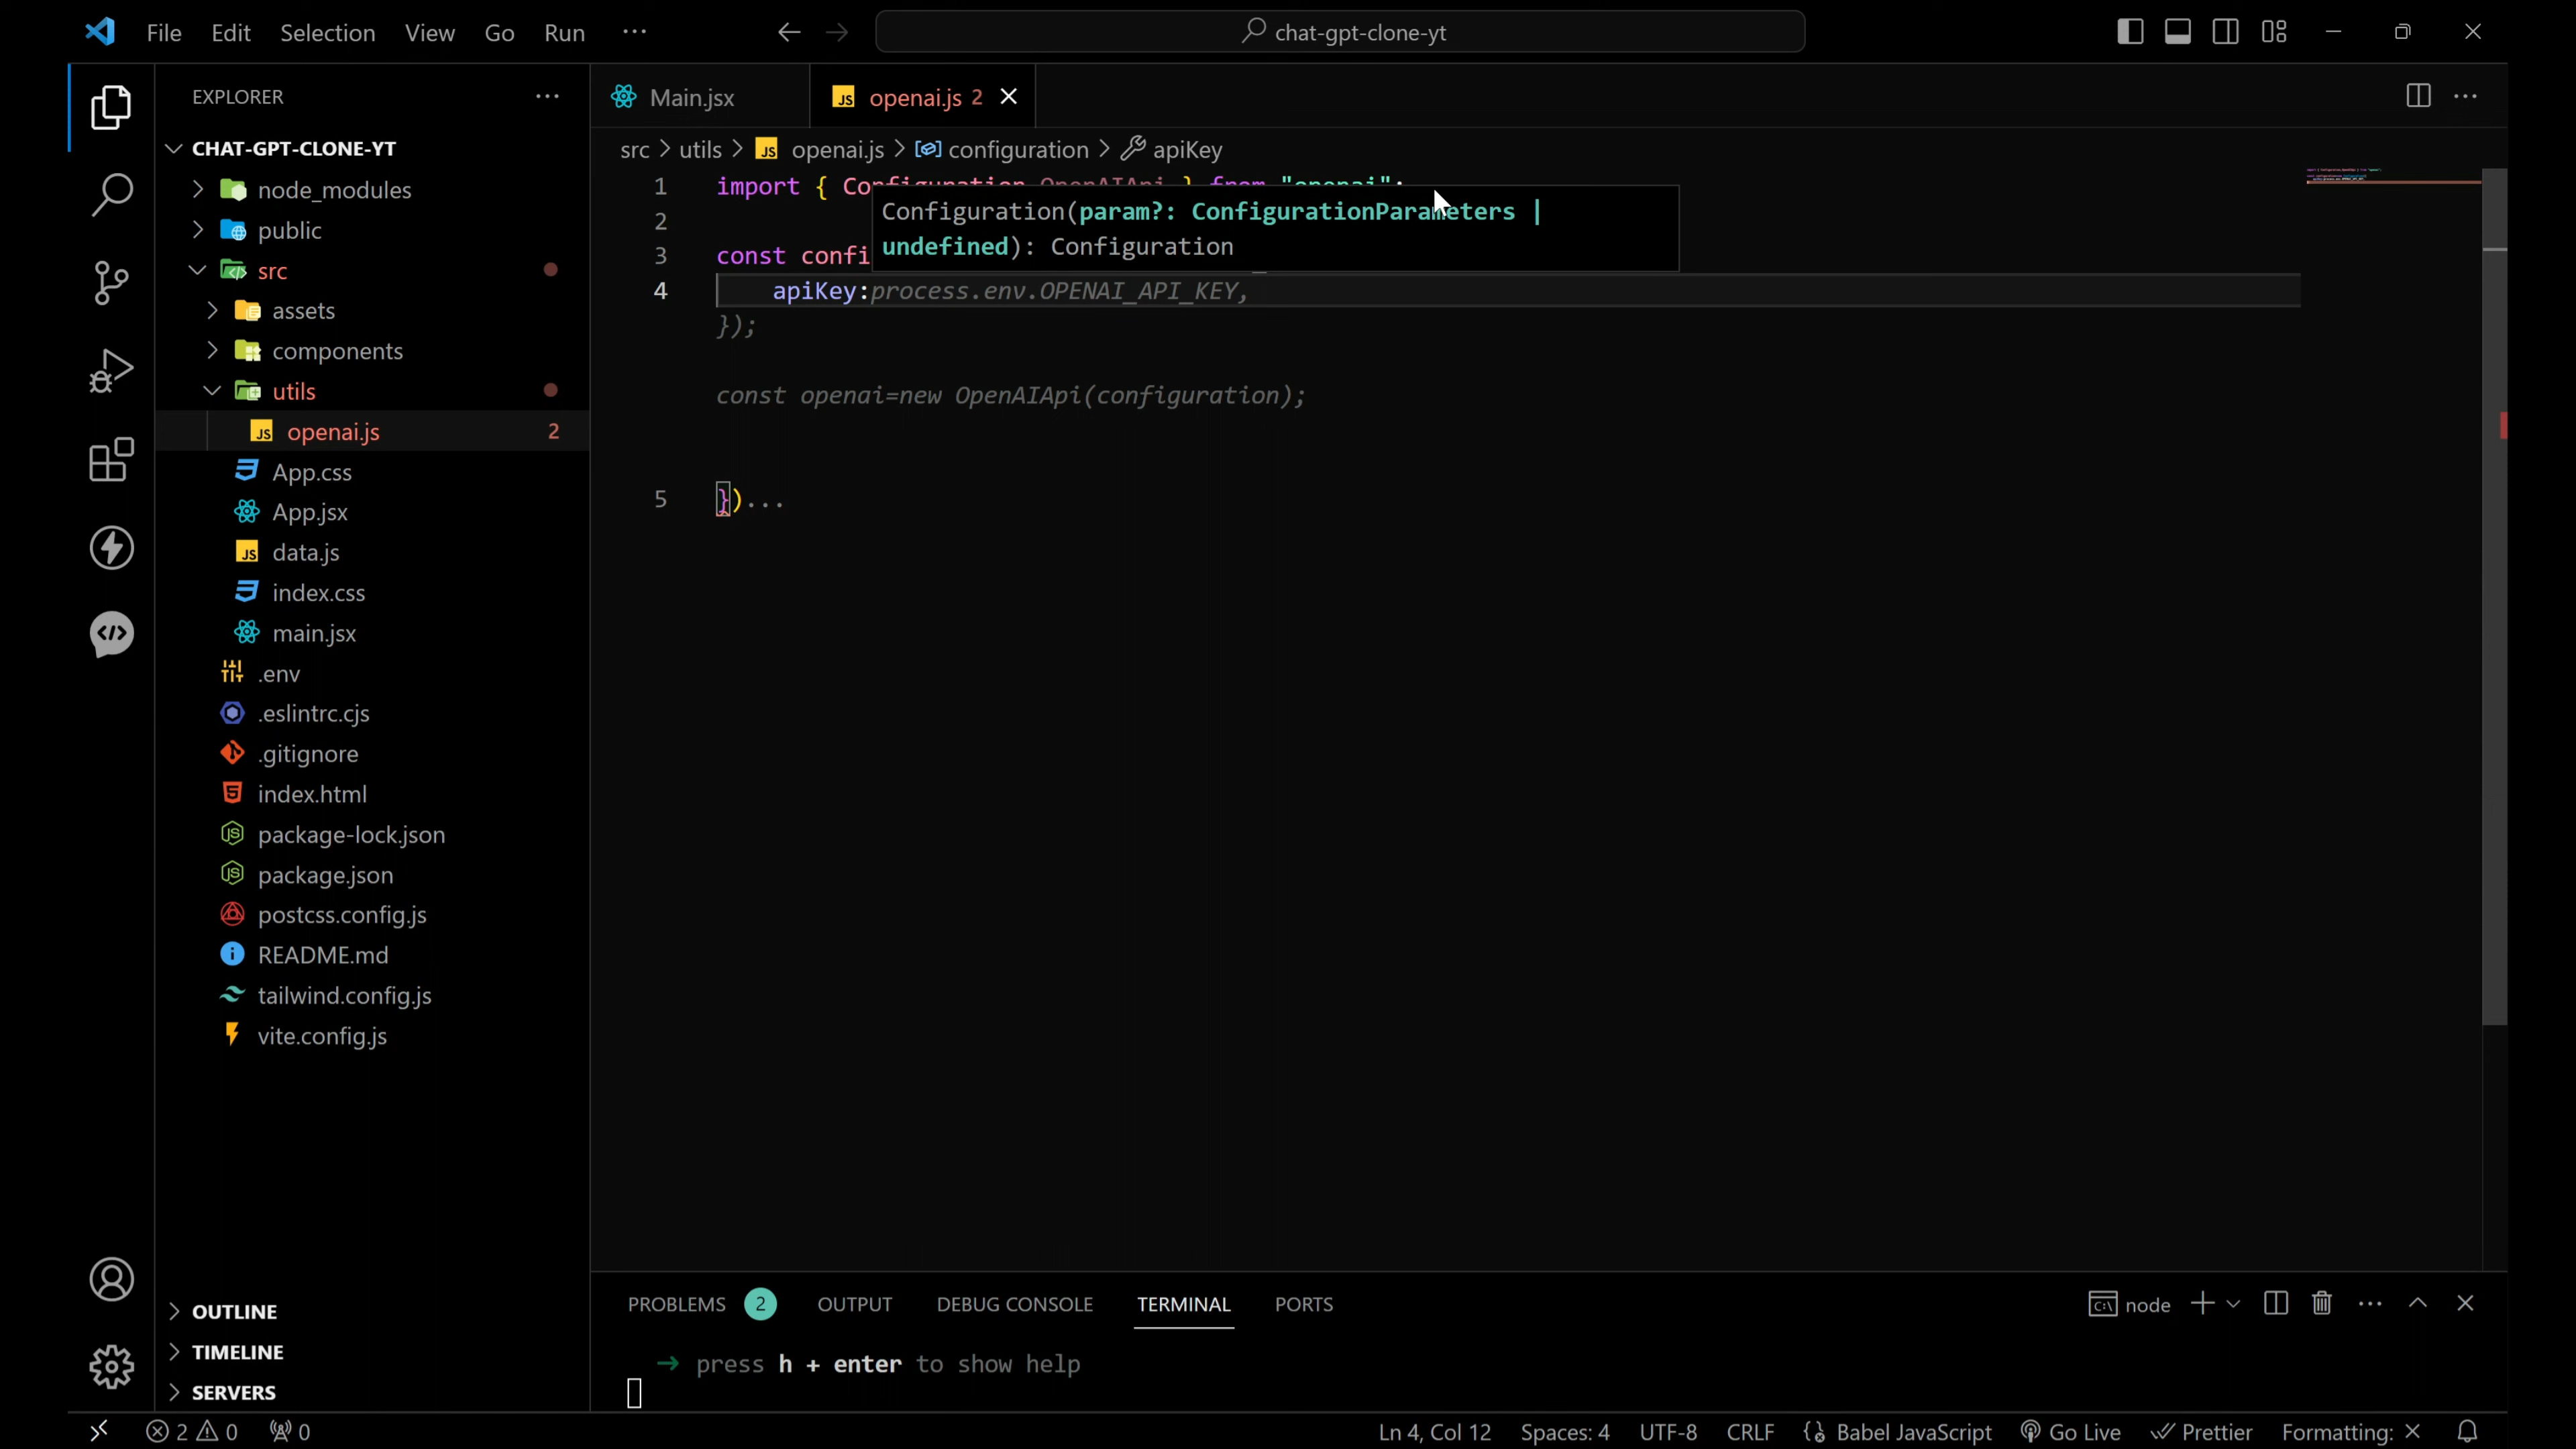 File Edit Selection View Go Run ··· chat-gpt-clone-yt
EXPLORER
CHAT-GPT-CLONE-YT
node_modules
public
src
assets
components
utils
openai.js 2
App.css
App.jsx
data.js
index.css
main.jsx
.env
.eslintrc.cjs
.gitignore
index.html
package-lock.json
package.json
postcss.config.js
README.md
tailwind.config.js
vite.config.js
OUTLINE
TIMELINE
SERVERS
Main.jsx openai.js 2
src > utils > openai.js > configuration > apiKey
1 import { Configuration OpenAIApi } from "openai";
2
3 const confi
Configuration(param?: ConfigurationParameters |
undefined): Configuration
4 apiKey:process.env.OPENAI_API_KEY,
});
const openai=new OpenAIApi(configuration);
5 })...
PROBLEMS 2 OUTPUT DEBUG CONSOLE TERMINAL PORTS node
→ press h + enter to show help
2 0 0 Ln 4, Col 12 Spaces: 4 UTF-8 CRLF Babel JavaScript Go Live Prettier Formatting: ×